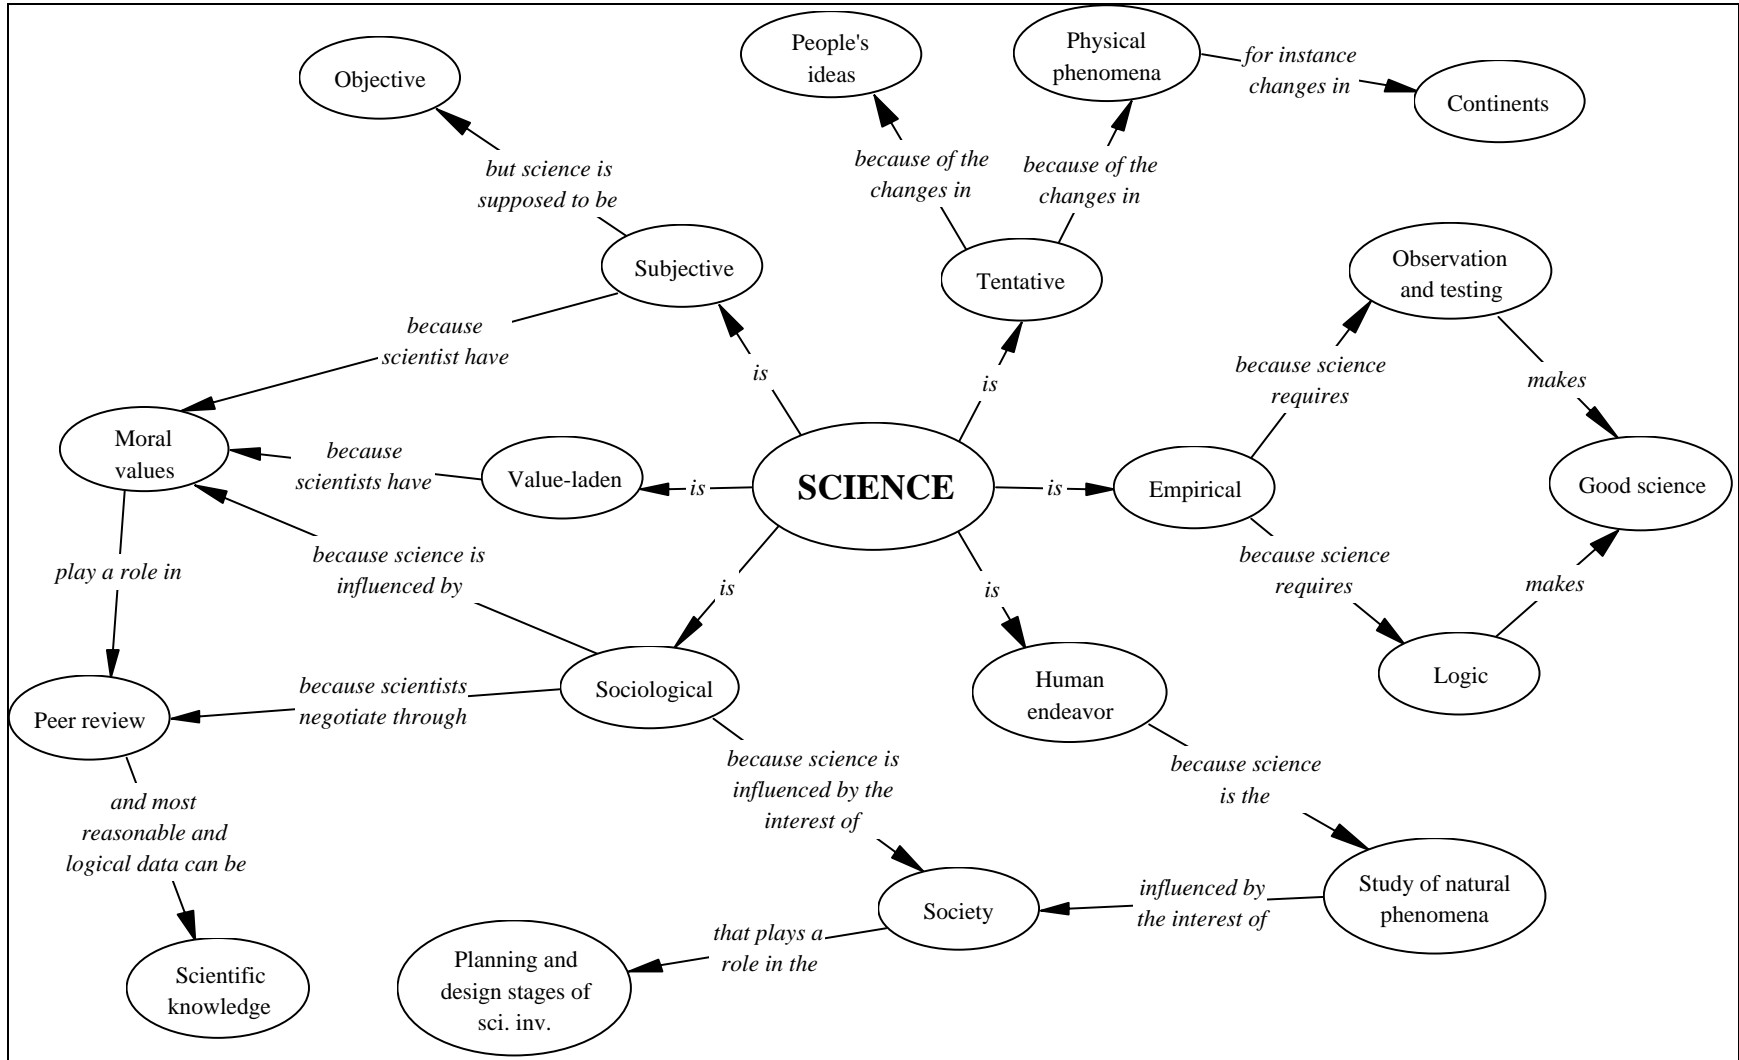 People's
ideas
Physical
phenomena
for instance
changes in
Continents
Objective
but science is
supposed to be
because of the
changes in
because of the
changes in
Subjective
Tentative
Observation
and testing
because
scientist have
is
is
because science
requires
makes
Moral
values
because
scientists have
Value-laden
is
SCIENCE
is
Empirical
Good science
because science is
influenced by
play a role in
is
is
because science
requires
makes
Logic
Sociological
Human
endeavor
because scientists
negotiate through
Peer review
because science is
influenced by the
interest of
because science
is the
and most
reasonable and
logical data can be
Study of natural
phenomena
influenced by
the interest of
Society
that plays a
role in the
Planning and
design stages of
sci. inv.
Scientific
knowledge